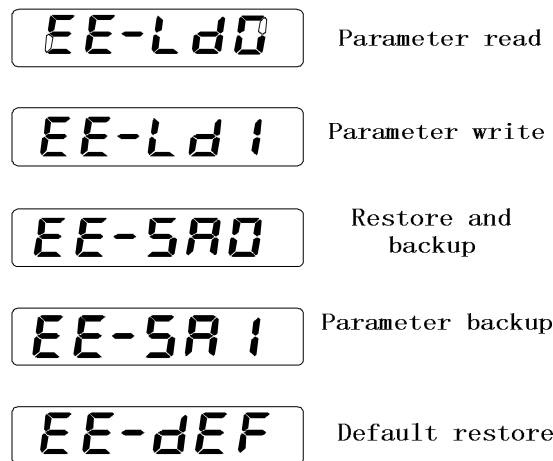 EE-Ld0 Parameter read
EE-Ld1 Parameter write
EE-SA0 Restore and
backup
EE-SA1 Parameter backup
EE-dEF Default restore